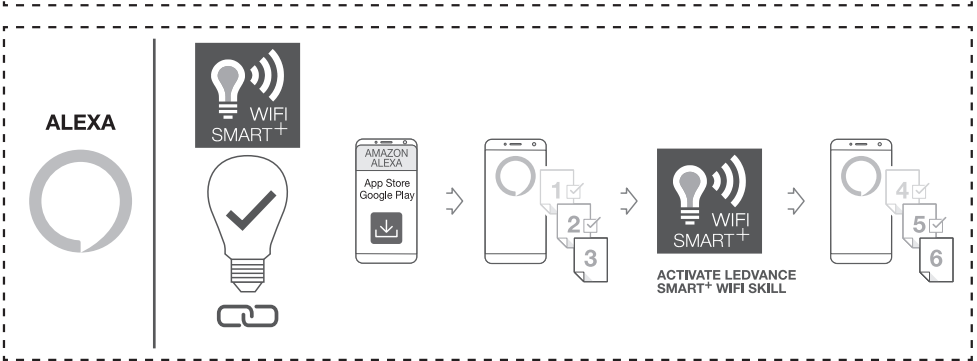 ALEXA
WIFI
SMART+
AMAZON
ALEXA
App Store
Google Play
1
2
3
WIFI
SMART+
ACTIVATE LEDVANCE
SMART+ WIFI SKILL
4
5
6